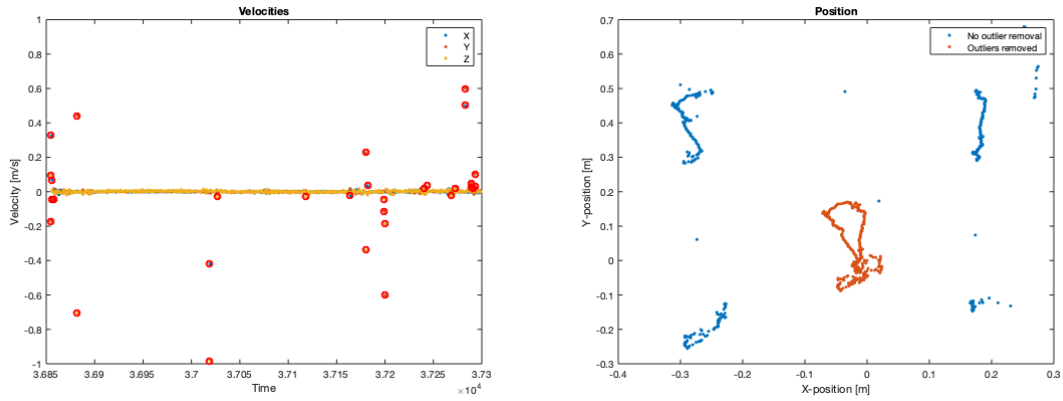 Velocities
1
0.8
0.6
0.4
0.2
0
-0.2
-0.4
-0.6
-0.8
-1
Velocity [m/s]
X
Y
Z
3.685 3.69 3.695 3.7 3.705 3.71 3.715 3.72 3.725 3.73
Time
×10⁴
Position
0.7
0.6
0.5
0.4
0.3
0.2
0.1
0
-0.1
-0.2
-0.3
Y-position [m]
No outlier removal
Outliers removed
-0.4 -0.3 -0.2 -0.1 0 0.1 0.2 0.3
X-position [m]